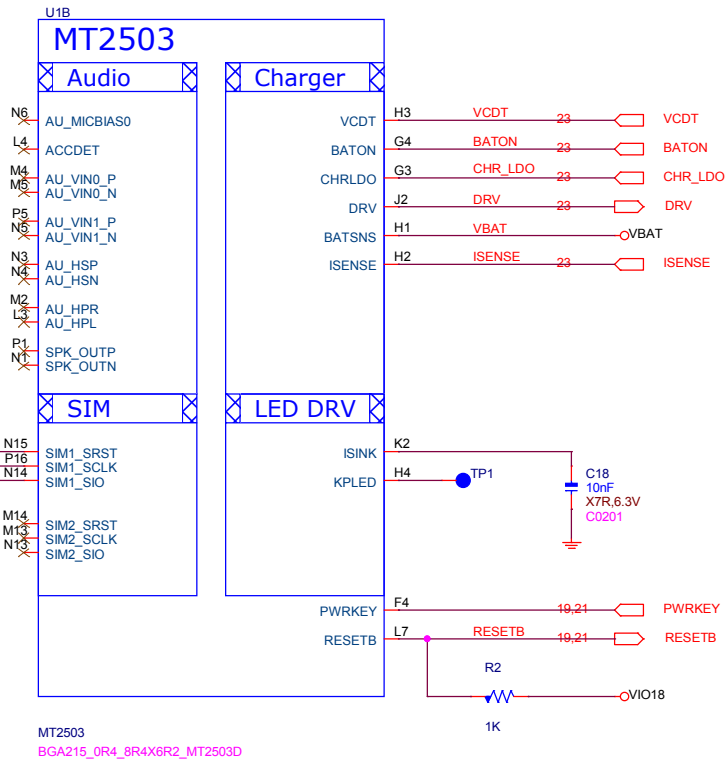 U1B
MT2503
Audio
Charger
N6 AU_MICBIAS0
L4 ACCDET
M4 AU_VIN0_P
M5 AU_VIN0_N
P5 AU_VIN1_P
N5 AU_VIN1_N
N3 AU_HSP
N4 AU_HSN
M2 AU_HPR
L3 AU_HPL
P1 SPK_OUTP
N1 SPK_OUTN
VCDT H3 VCDT 23 VCDT
BATON G4 BATON 23 BATON
CHRLDO G3 CHR_LDO 23 CHR_LDO
DRV J2 DRV 23 DRV
BATSNS H1 VBAT VBAT
ISENSE H2 ISENSE 23 ISENSE
SIM
LED DRV
N15 SIM1_SRST
P16 SIM1_SCLK
N14 SIM1_SIO
M14 SIM2_SRST
M13 SIM2_SCLK
N13 SIM2_SIO
ISINK K2
KPLED H4 TP1
C18
10nF
X7R,6.3V
C0201
PWRKEY F4 19,21 PWRKEY
RESETB L7 RESETB 19,21 RESETB
R2
VIO18
1K
MT2503
BGA215_0R4_8R4X6R2_MT2503D